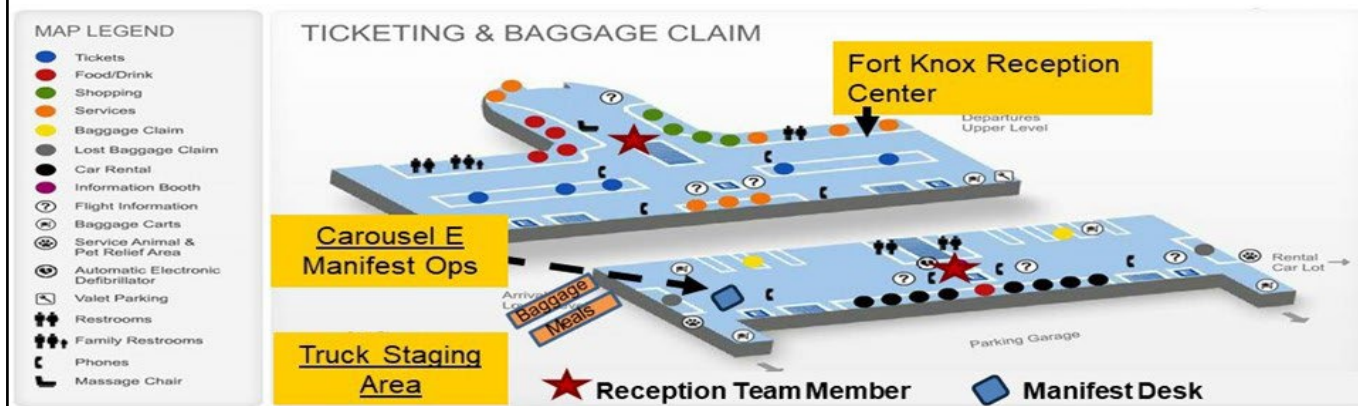 MAP LEGEND
Tickets
Food/Drink
Shopping
Services
Baggage Claim
Lost Baggage Claim
Car Rental
Information Booth
Flight Information
Baggage Carts
Service Animal &
Pet Relief Area
Automatic Electronic
Defibrillator
Valet Parking
Restrooms
Family Restrooms
Phones
Massage Chair
TICKETING & BAGGAGE CLAIM
Fort Knox Reception
Center
Departures
Upper Level
Carousel E
Manifest Ops
Baggage
Meals
Rental
Car Lot
Parking Garage
Truck Staging
Area
Reception Team Member
Manifest Desk